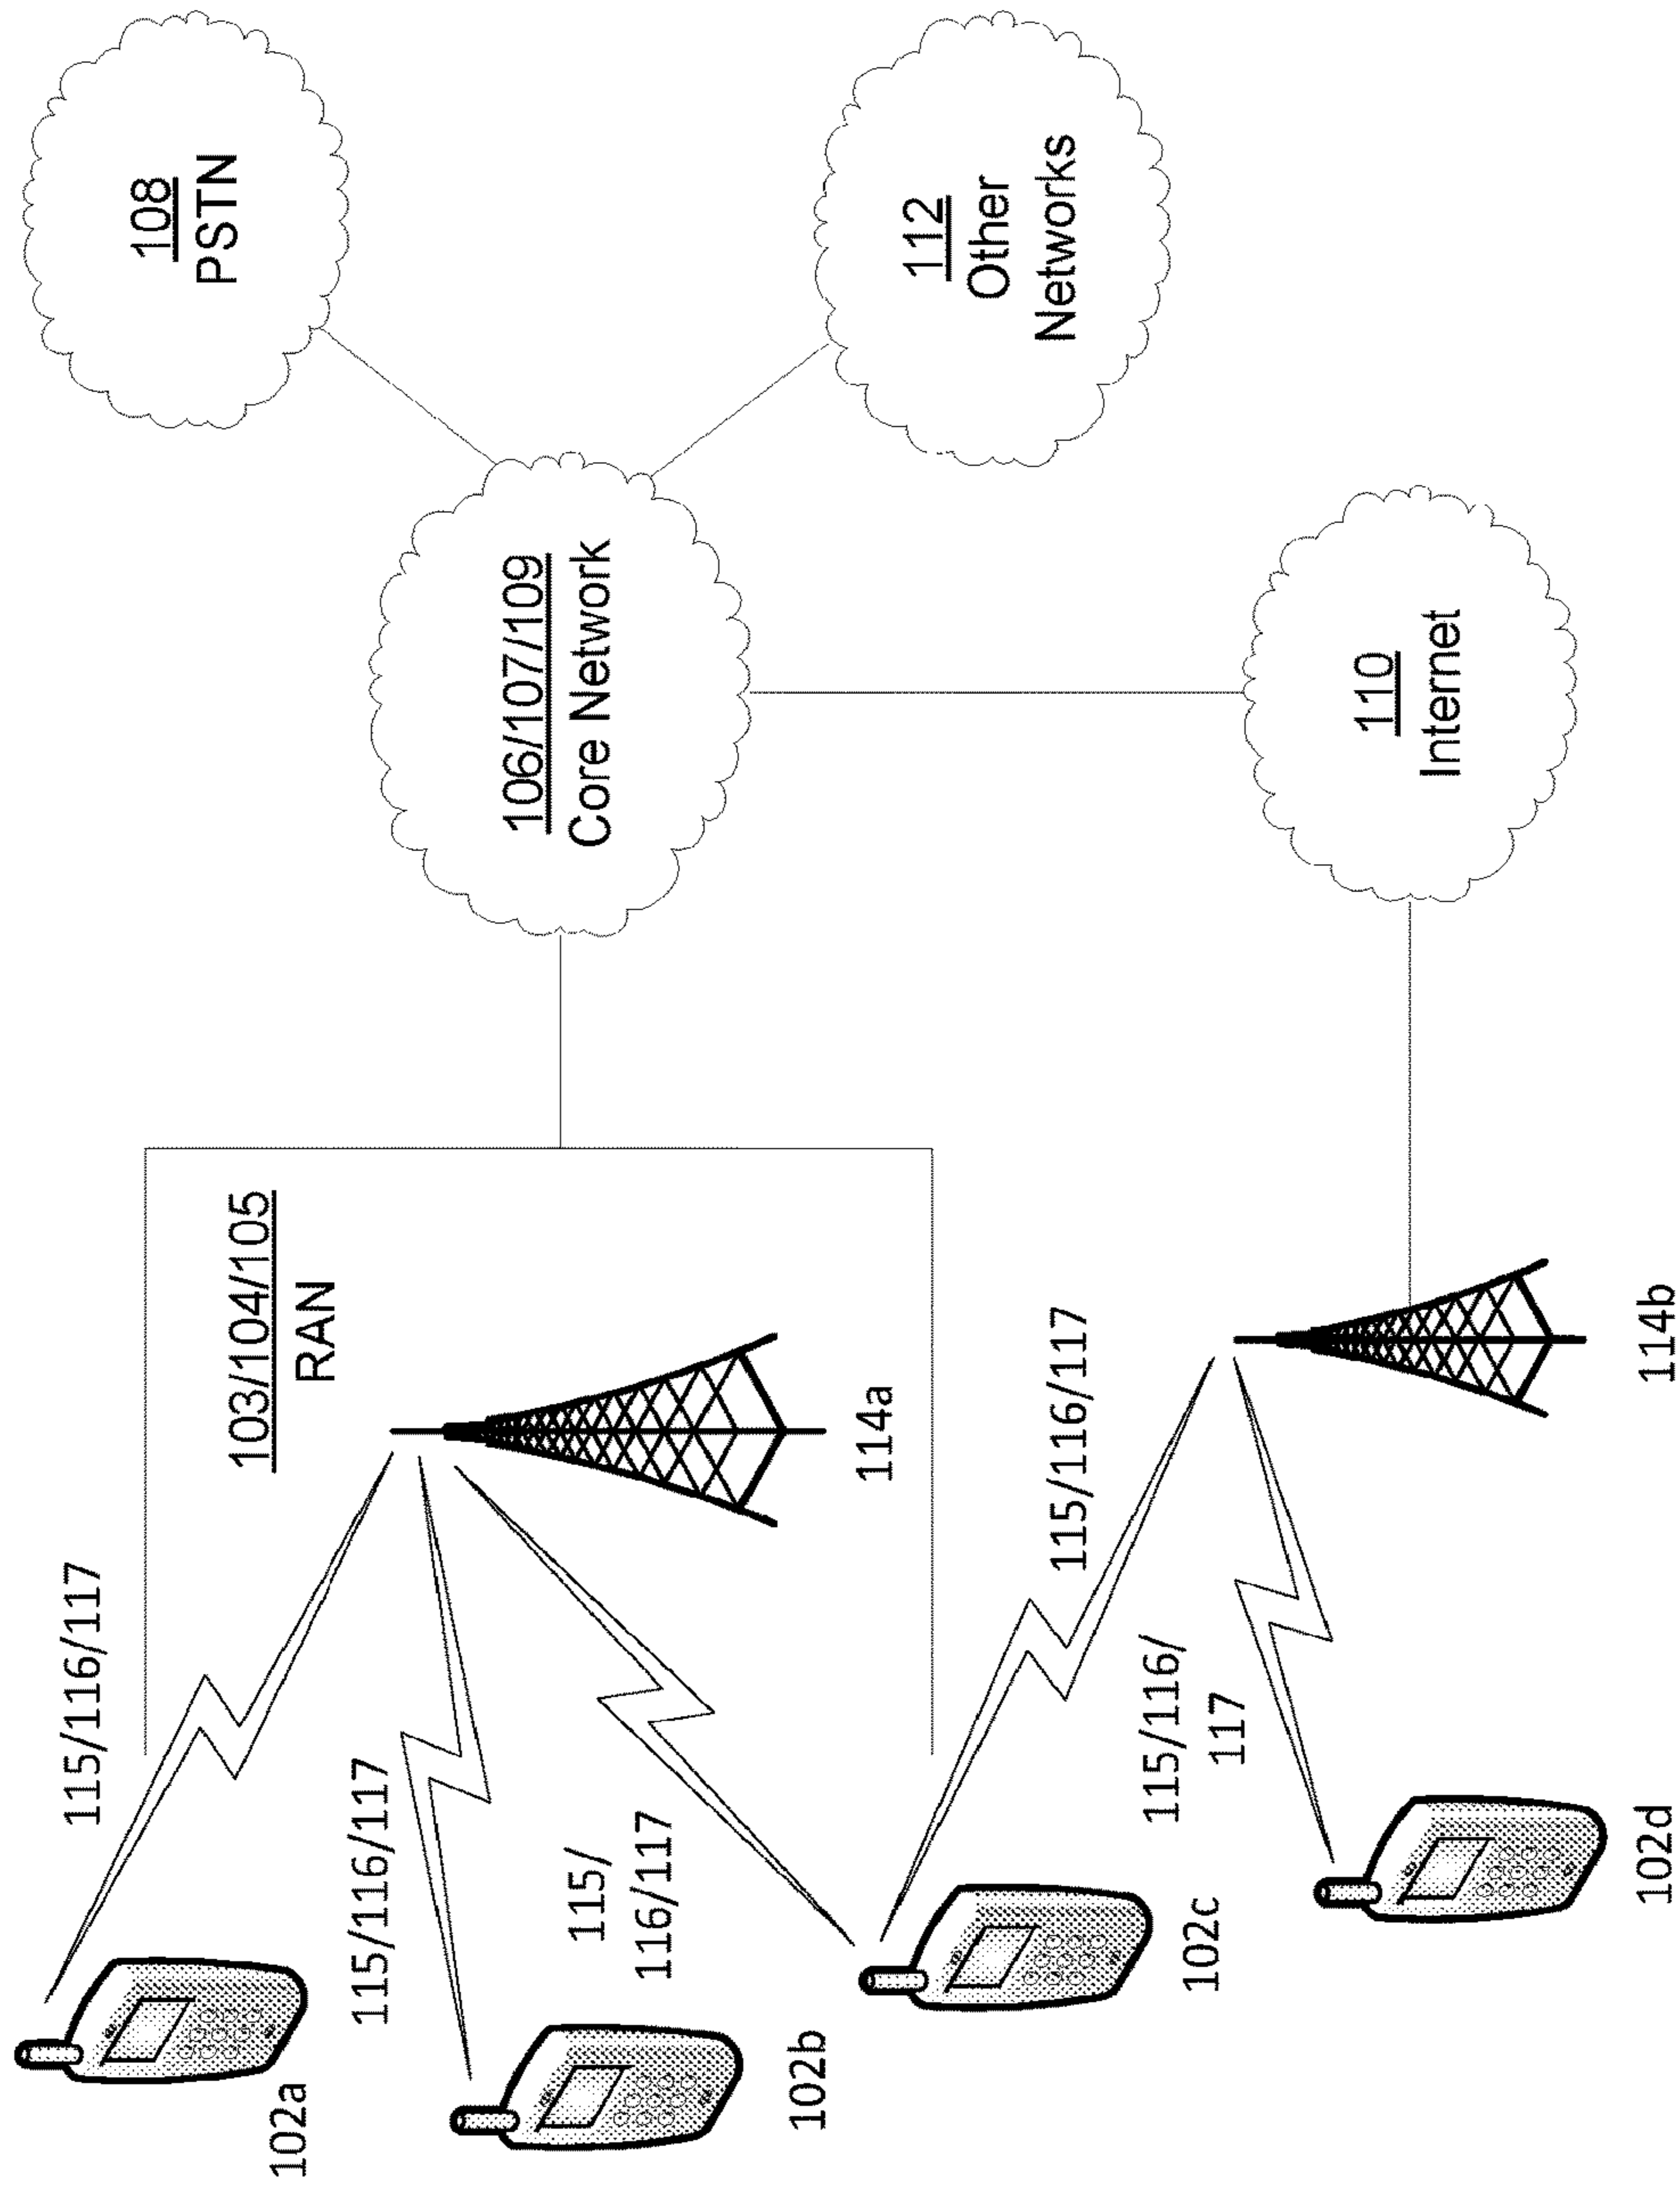 115/116/117
102a
103/104/105
RAN
108
PSTN
115/116/117
102b
115/
116/117
114a
106/107/109
Core Network
112
Other
Networks
102c
115/116/117
115/116/
117
102d
114b
110
Internet